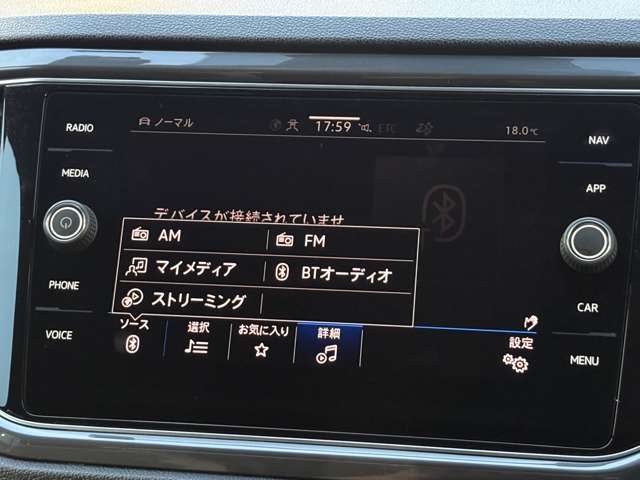 RADIO
MEDIA
PHONE
VOICE
ノーマル
17:59
ETC
18.0℃
デバイスが接続されていませ
AM
FM
マイメディア
BTオーディオ
ストリーミング
ソース
選択
お気に入り
詳細
設定
NAV
APP
CAR
MENU